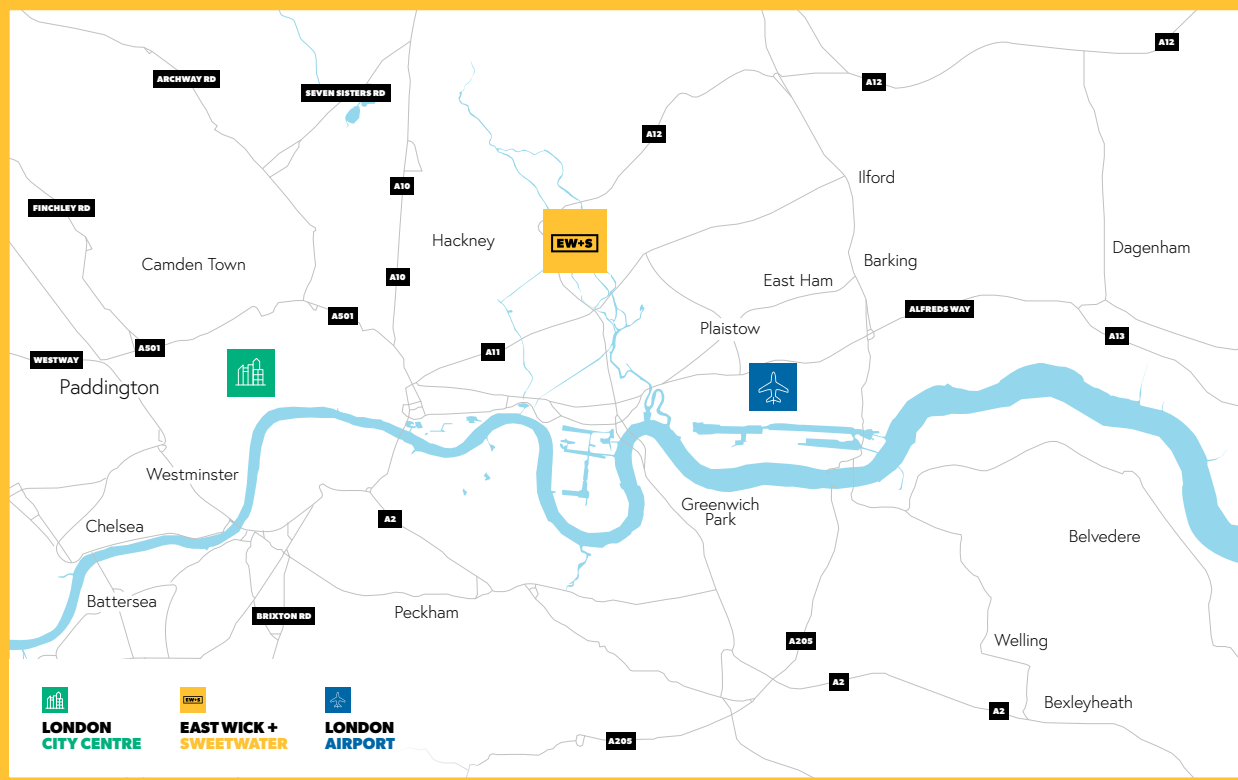 A12
ARCHWAY RD
A12
SEVEN SISTERS RD
A12
Ilford
A10
FINCHLEY RD
Hackney
EW+S
Dagenham
Camden Town
Barking
A10
East Ham
ALFREDS WAY
A501
Plaistow
A13
A501
A11
WESTWAY
Paddington
Westminster
Greenwich
Park
A2
Chelsea
Belvedere
Battersea
Peckham
BRIXTON RD
A205
Welling
A2
Bexleyheath
A2
A205
EW+S
LONDON
CITY CENTRE
EAST WICK +
SWEETWATER
LONDON
AIRPORT